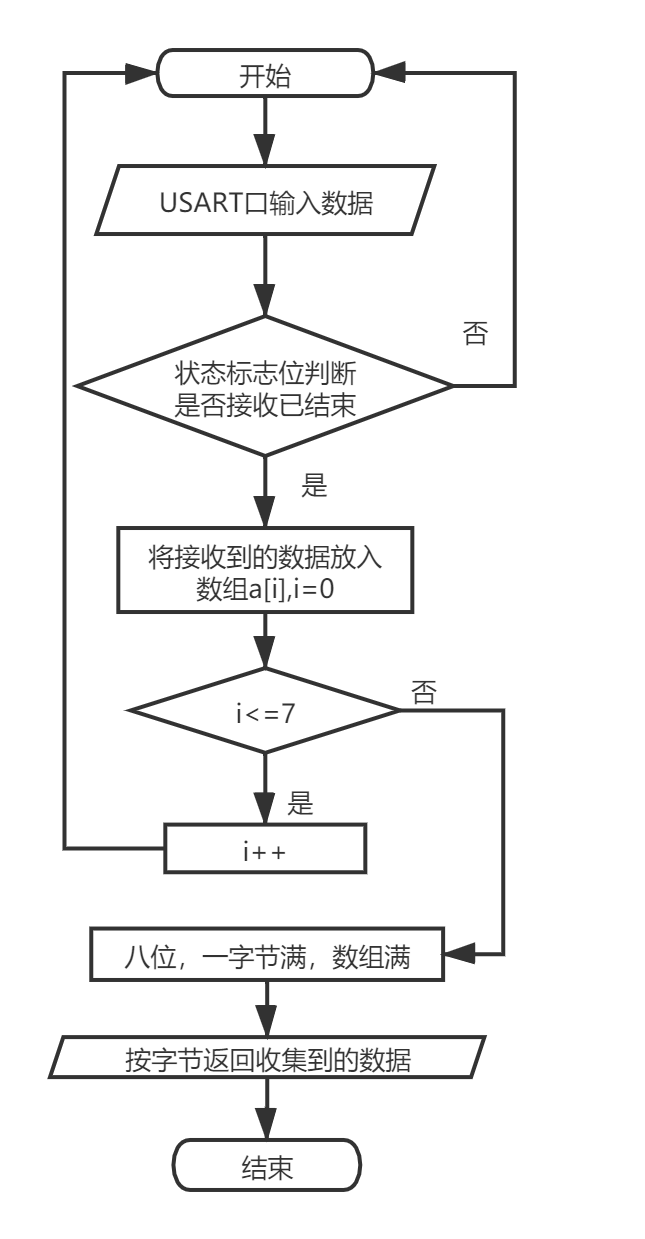 开始
USART口输入数据
否
状态标志位判断
是否接收已结束
是
将接收到的数据放入
数组a[i],i=0
否
i<=7
是
i++
八位，一字节满，数组满
按字节返回收集到的数据
结束